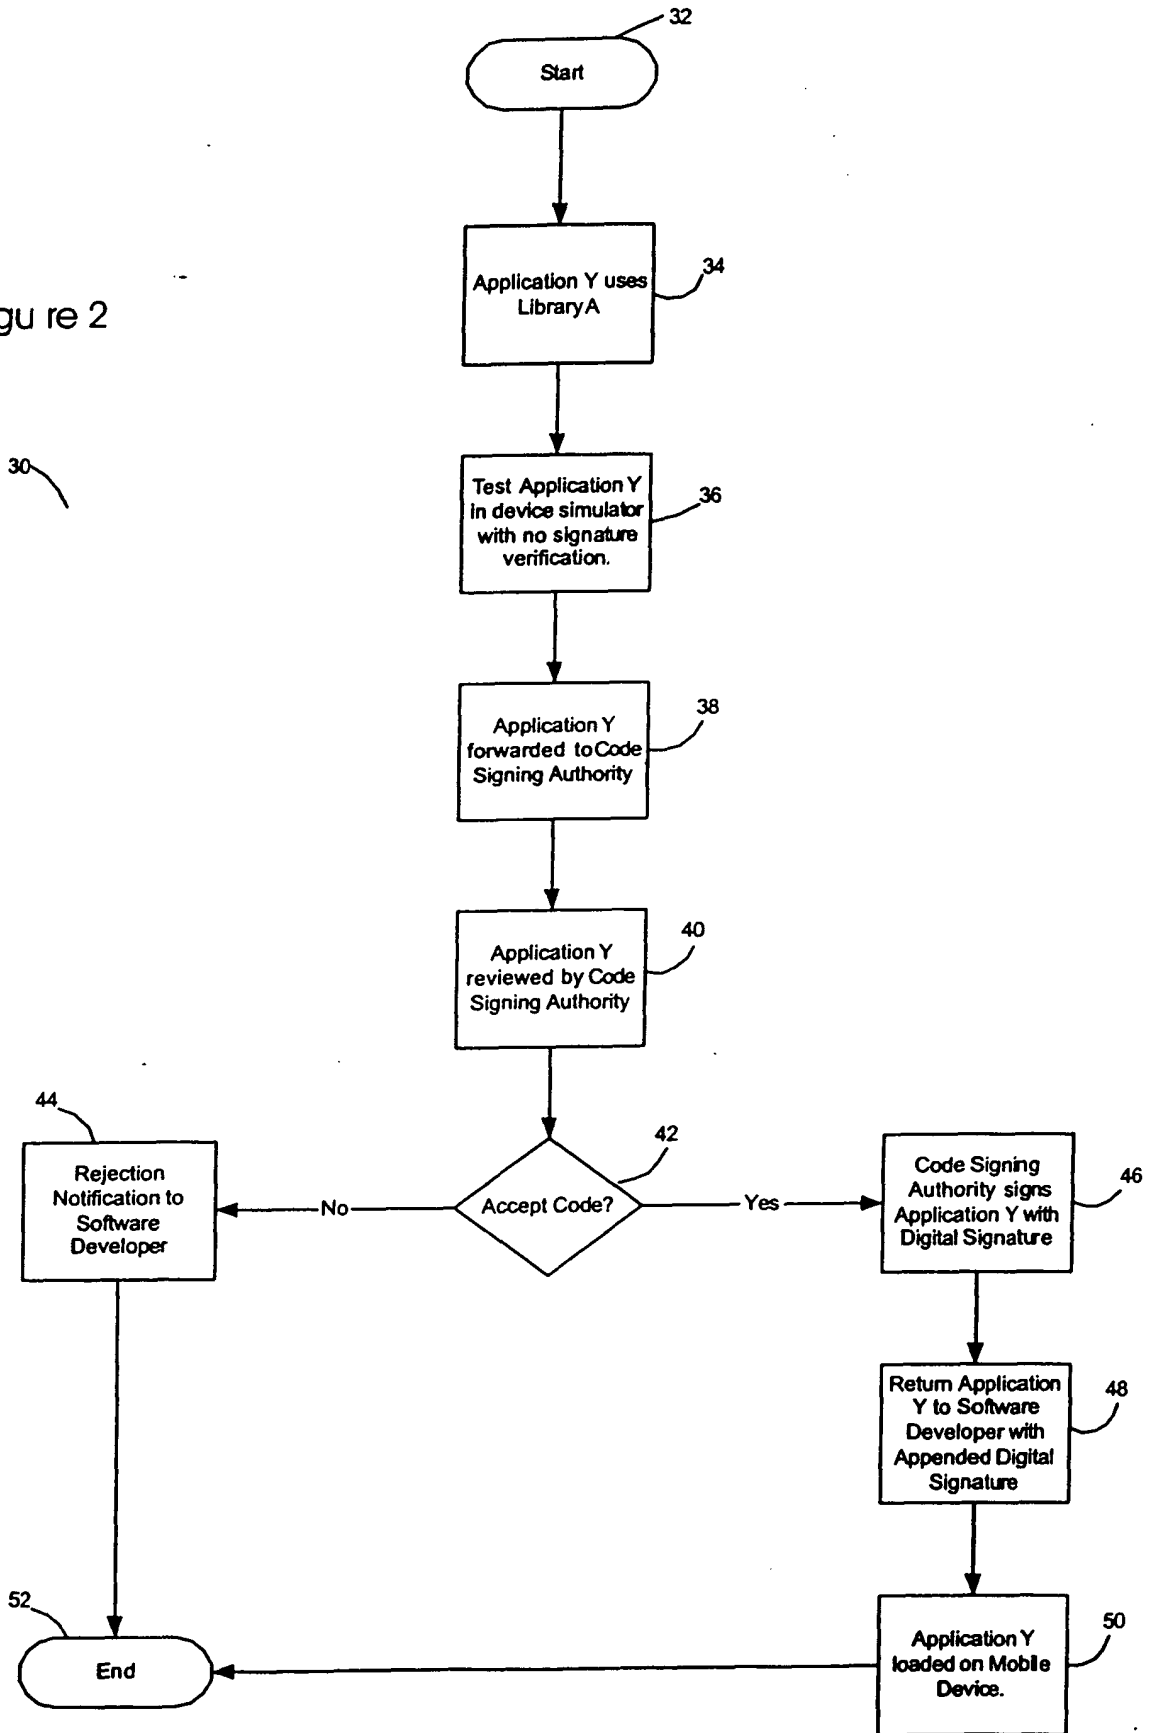 32
Start
Application Y uses
Library A
34
gu re 2
30
Test Application Y
in device simulator
with no signature
verification.
36
Application Y
forwarded to Code
Signing Authority
38
Application Y
reviewed by Code
Signing Authority
40
44
Rejection
Notification to
Software
Developer
No
Accept Code?
42
Yes
Code Signing
Authority signs
Application Y with
Digital Signature
46
Return Application
Y to Software
Developer with
Appended Digital
Signature
48
52
End
Application Y
loaded on Mobile
Device.
50